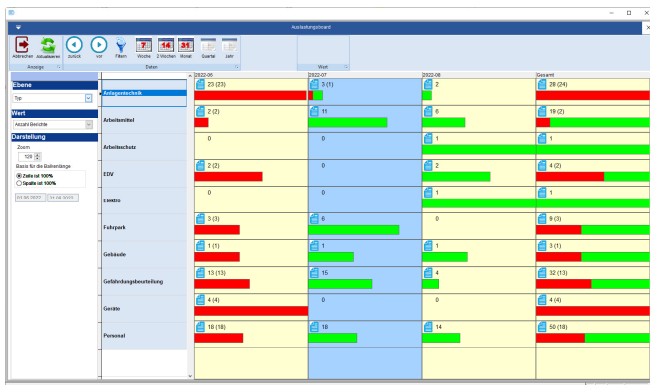 Auslastungsboard
Abbrechen Aktualisieren zurück vor Filtern Woche 2 Wochen Monat Quartal Jahr
7 14 31
Anzeige Daten Wert
2022-06 2022-07 2022-08 Gesamt
Ebene
Typ
Wert
Anzahl Berichte
Darstellung
Zoom
120
Basis für die Balkenlänge
Zeile ist 100%
Spalte ist 100%
Anlagentechnik 23 (23) 3 (1) 2 28 (24)
Arbeitsmittel 2 (2) 11 6 19 (2)
Arbeitsschutz 0 0 1 1
EDV 2 (2) 0 2 4 (2)
Elektro 0 0 1 1
Fuhrpark 3 (3) 6 0 9 (3)
Gebäude 1 (1) 1 1 3 (1)
Gefährdungsbeurteilung 13 (13) 15 4 32 (13)
Geräte 4 (4) 0 0 4 (4)
Personal 18 (18) 18 14 50 (18)